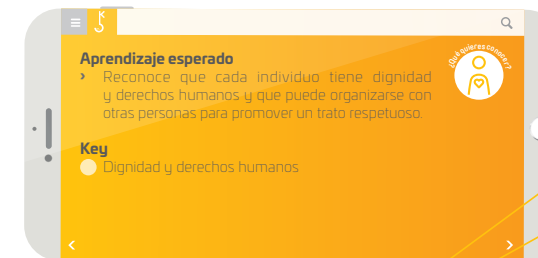 ¿Qué quieres conocer?
Aprendizaje esperado
› Reconoce que cada individuo tiene dignidad
y derechos humanos y que puede organizarse con
otras personas para promover un trato respetuoso.
Key
Dignidad y derechos humanos